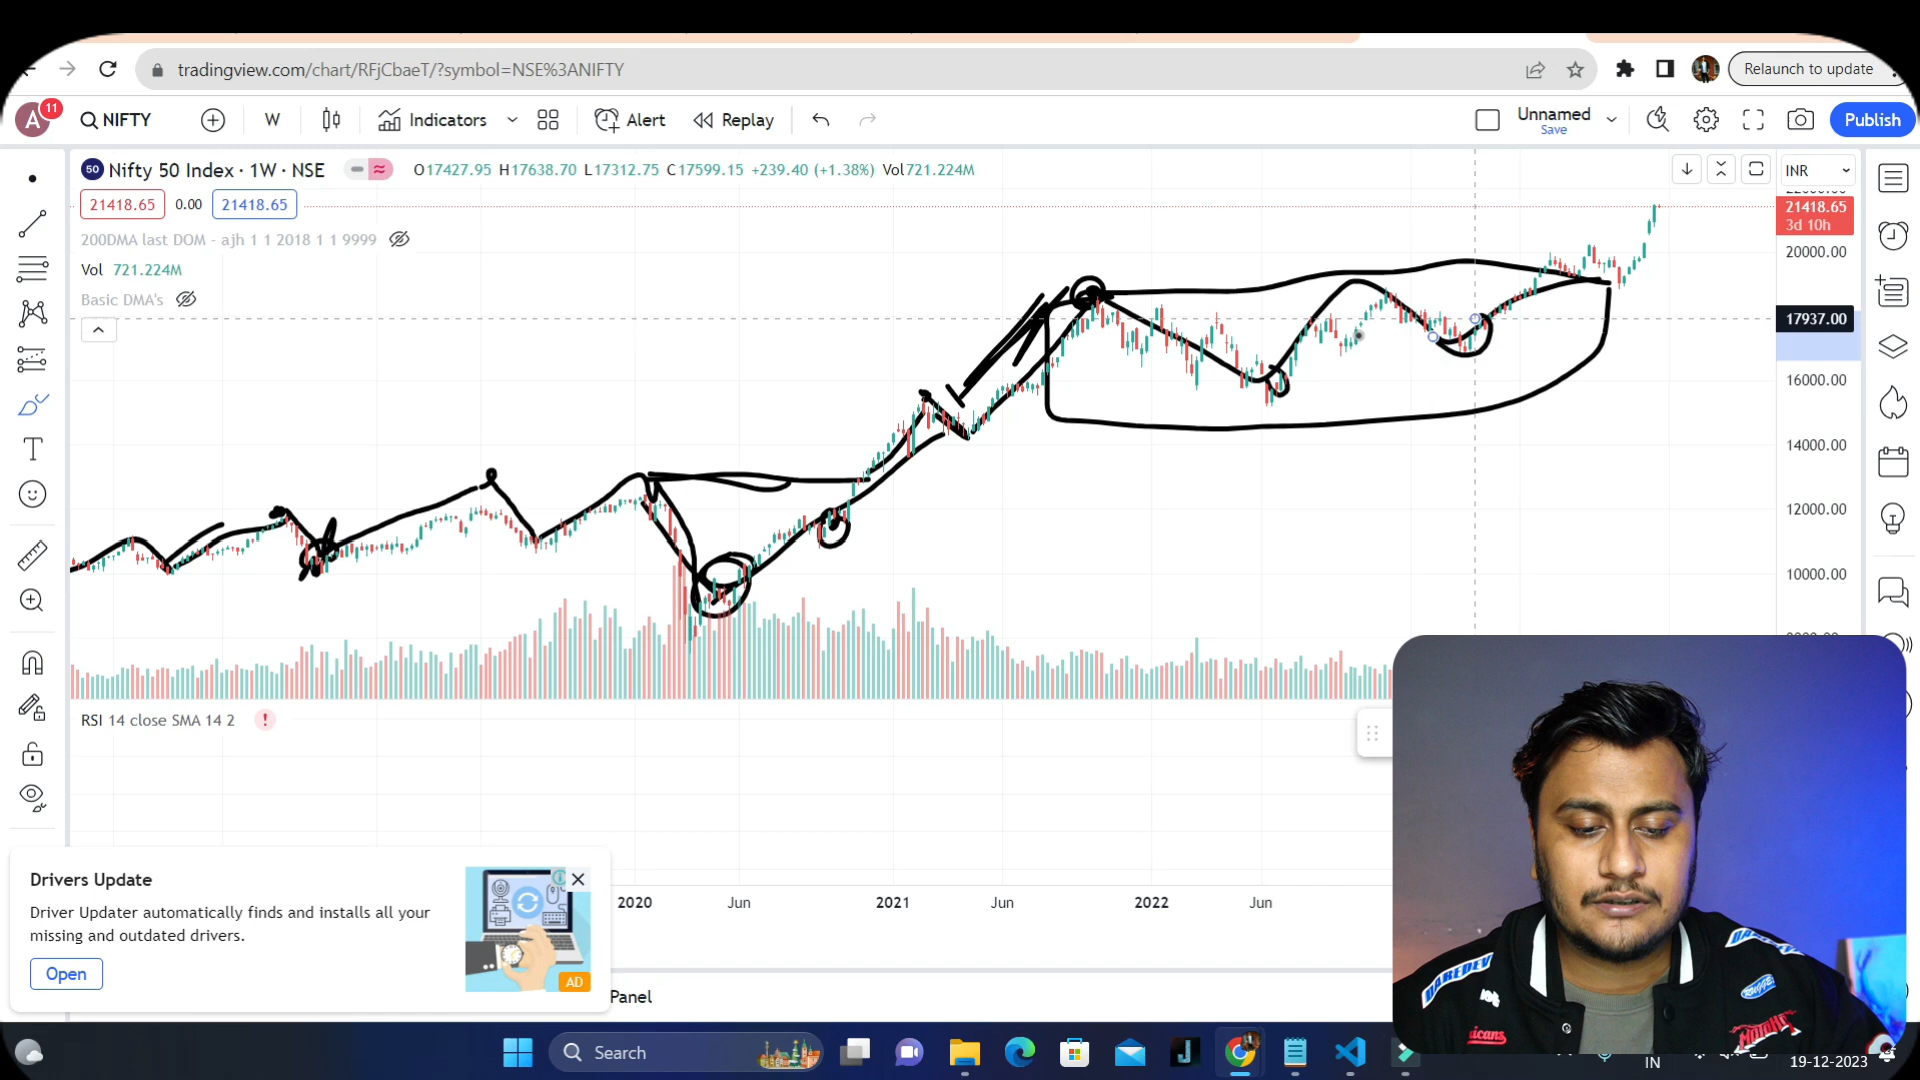 tradingview.com/chart/RFjCbaeT/?symbol=NSE%3ANIFTY
Relaunch to update
A 11
NIFTY
W
Indicators
Alert
Replay
Unnamed
Save
Publish
50 Nifty 50 Index · 1W · NSE
O17427.95 H17638.70 L17312.75 C17599.15 +239.40 (+1.38%) Vol721.224M
INR
21418.65 0.00 21418.65
21418.65
3d 10h
200DMA last DOM - ajh 1 1 2018 1 1 9999
20000.00
Vol 721.224M
Basic DMA's
17937.00
16000.00
14000.00
12000.00
10000.00
RSI 14 close SMA 14 2
!
Drivers Update
Driver Updater automatically finds and installs all your
missing and outdated drivers.
Open
AD
2020 Jun 2021 Jun 2022 Jun
Panel
DAREDEV
Search
IN
19-12-2023